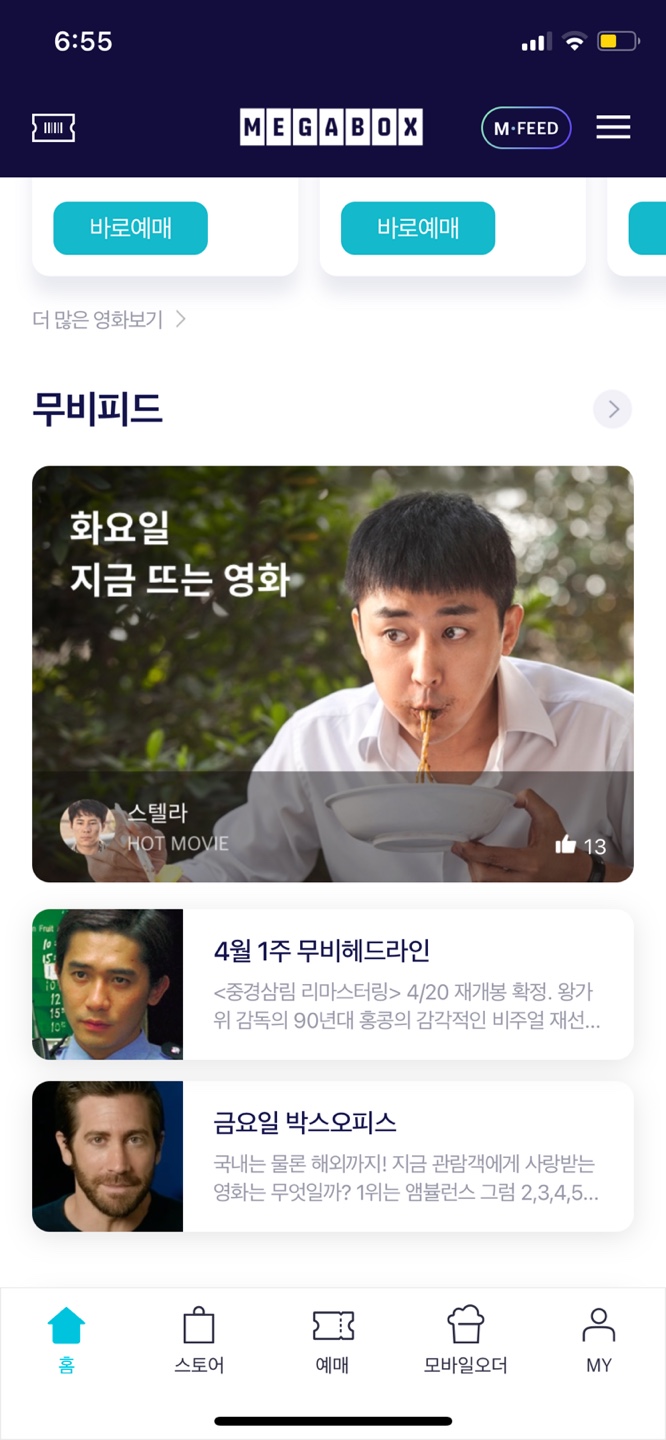 6:55
MEGABOX
M·FEED
바로예매
바로예매
더 많은 영화보기
무비피드
화요일
지금 뜨는 영화
스텔라
HOT MOVIE
13
4월 1주 무비헤드라인
<중경삼림 리마스터링> 4/20 재개봉 확정. 왕가
위 감독의 90년대 홍콩의 감각적인 비주얼 재선...
금요일 박스오피스
국내는 물론 해외까지! 지금 관람객에게 사랑받는
영화는 무엇일까? 1위는 앰뷸런스 그럼 2,3,4,5...
홈
스토어
예매
모바일오더
MY